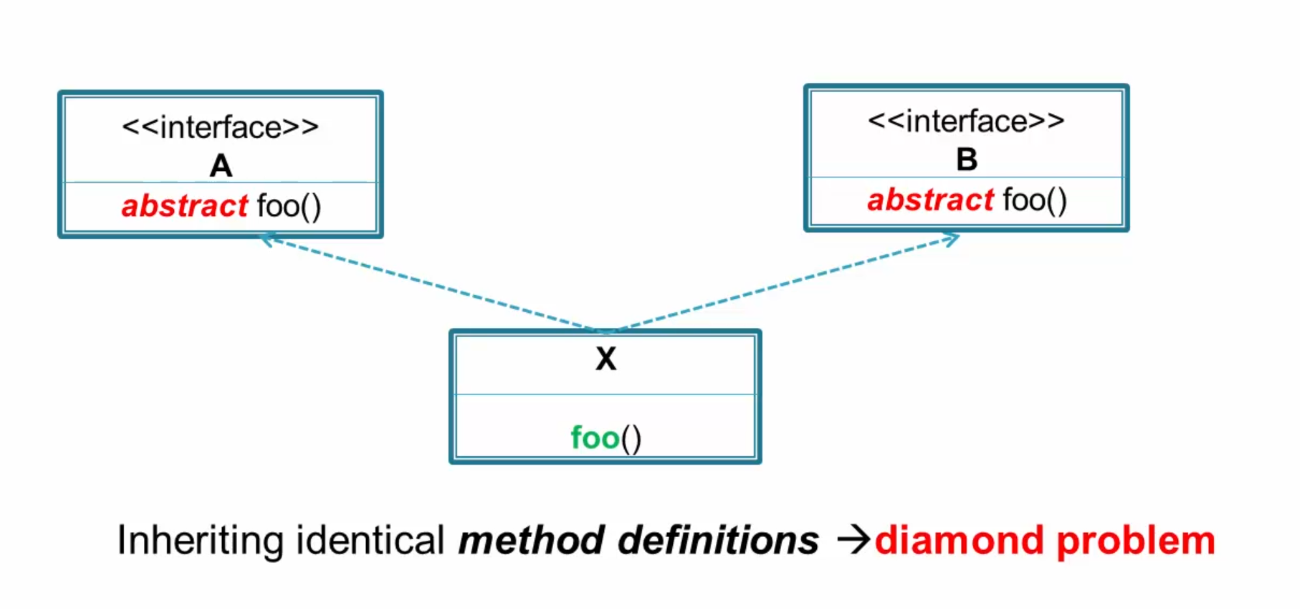 <<interface>>
A
abstract foo()
<<interface>>
B
abstract foo()
X
foo()
Inheriting identical method definitions →diamond problem